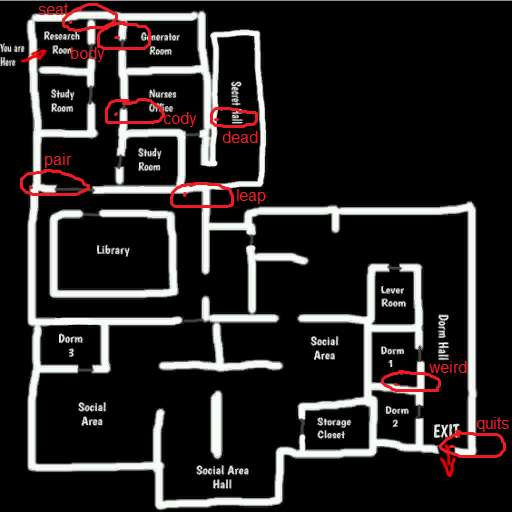 seat
Research
Room
Generator
Room
You are
Here
body
Study
Room
Nurses
Office
cody
Secret Hall
dead
Study
Room
pair
leap
Library
Lever
Room
Dorm Hall
Dorm
3
Social
Area
Dorm
1
weird
Social
Area
Storage
Closet
Dorm
2
EXIT
quits
Social Area
Hall